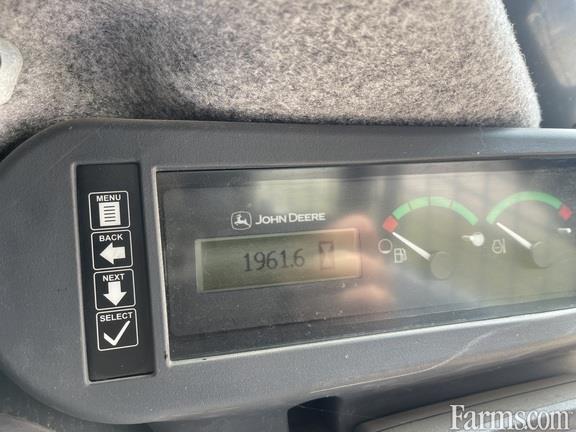 MENU
BACK
NEXT
SELECT
JOHN DEERE
1961.6
Farms.com